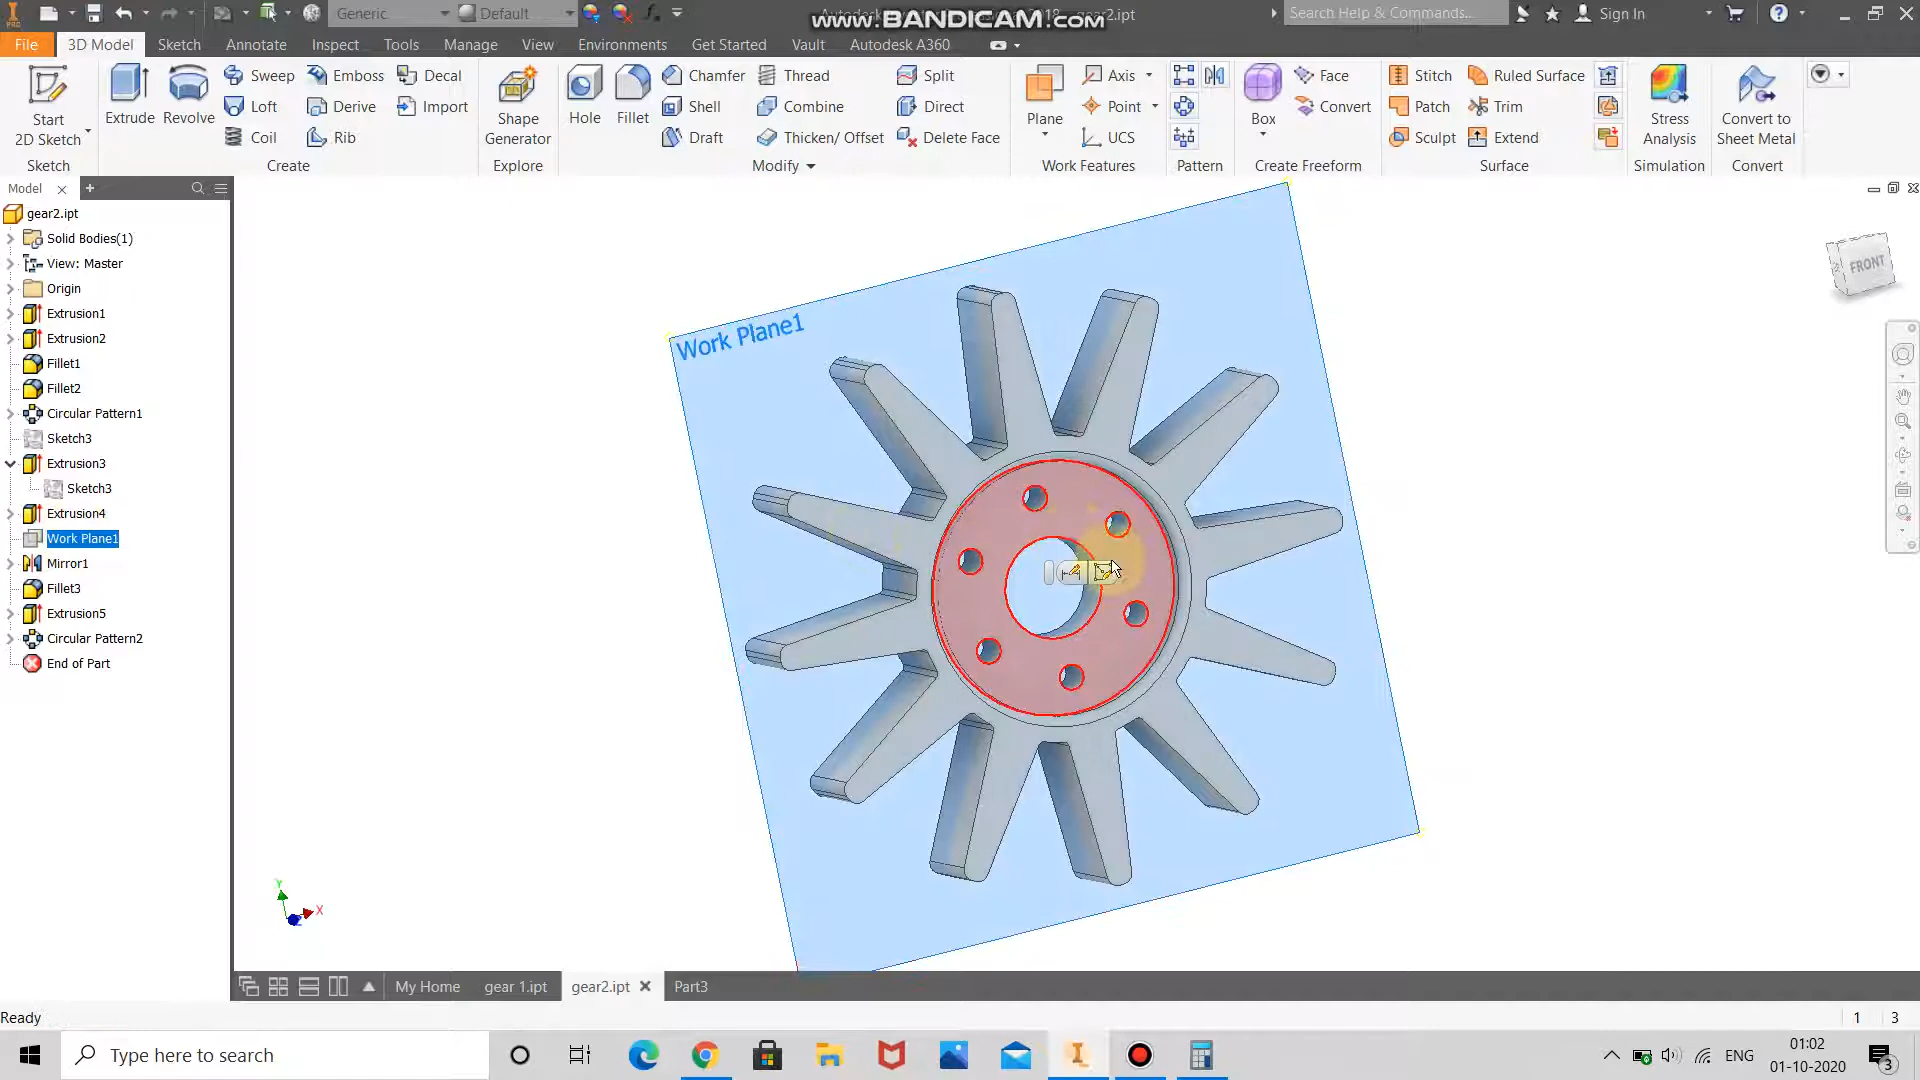 PRO
Generic
Default
Autodesk
www.BANDICAM.com
2018
gear2.ipt
Search Help & Commands...
Sign In
File
3D Model
Sketch
Annotate
Inspect
Tools
Manage
View
Environments
Get Started
Vault
Autodesk A360
Start
2D Sketch
Sketch
Extrude
Revolve
Sweep
Loft
Coil
Emboss
Derive
Rib
Decal
Import
Create
Shape
Generator
Explore
Hole
Fillet
Chamfer
Shell
Draft
Thread
Combine
Thicken/ Offset
Split
Direct
Delete Face
Modify
Plane
Axis
Point
UCS
Work Features
Pattern
Box
Face
Convert
Create Freeform
Stitch
Patch
Sculpt
Ruled Surface
Trim
Extend
Surface
Stress
Analysis
Simulation
Convert to
Sheet Metal
Convert
Model
gear2.ipt
Solid Bodies(1)
View: Master
Origin
Extrusion1
Extrusion2
Fillet1
Fillet2
Circular Pattern1
Sketch3
Extrusion3
Sketch3
Extrusion4
Work Plane1
Mirror1
Fillet3
Extrusion5
Circular Pattern2
End of Part
Work Plane1
FRONT
Y
X
Z
My Home
gear 1.ipt
gear2.ipt
Part3
Ready
1
3
Type here to search
ENG
01:02
01-10-2020
3